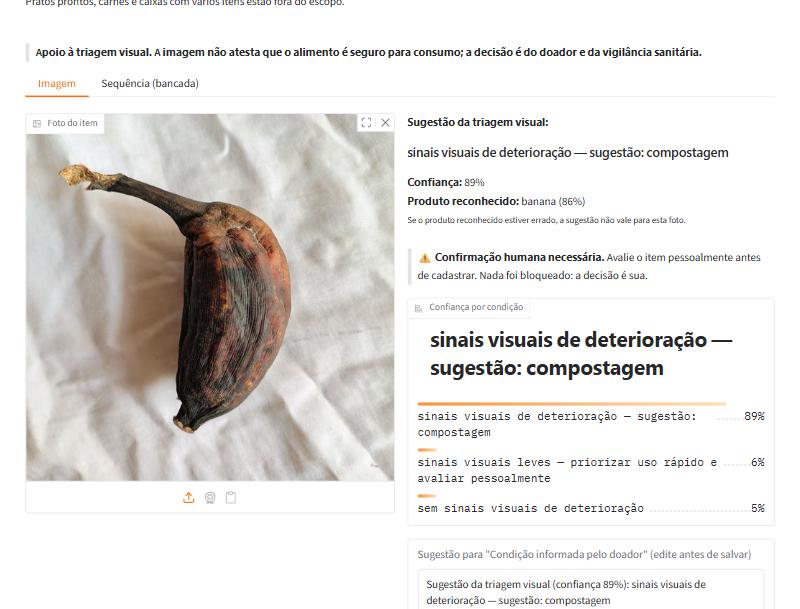 Pratos prontos, carnes e caixas com vários itens estão fora do escopo.
Apoio à triagem visual. A imagem não atesta que o alimento é seguro para consumo; a decisão é do doador e da vigilância sanitária.
Imagem
Sequência (bancada)
Foto do item
Sugestão da triagem visual:
sinais visuais de deterioração — sugestão: compostagem
Confiança: 89%
Produto reconhecido: banana (86%)
Se o produto reconhecido estiver errado, a sugestão não vale para esta foto.
⚠️ Confirmação humana necessária. Avalie o item pessoalmente antes
de cadastrar. Nada foi bloqueado: a decisão é sua.
Confiança por condição
sinais visuais de deterioração —
sugestão: compostagem
sinais visuais de deterioração — sugestão: 89%
compostagem
sinais visuais leves — priorizar uso rápido e 6%
avaliar pessoalmente
sem sinais visuais de deterioração 5%
Sugestão para "Condição informada pelo doador" (edite antes de salvar)
Sugestão da triagem visual (confiança 89%): sinais visuais de
deterioração — sugestão: compostagem